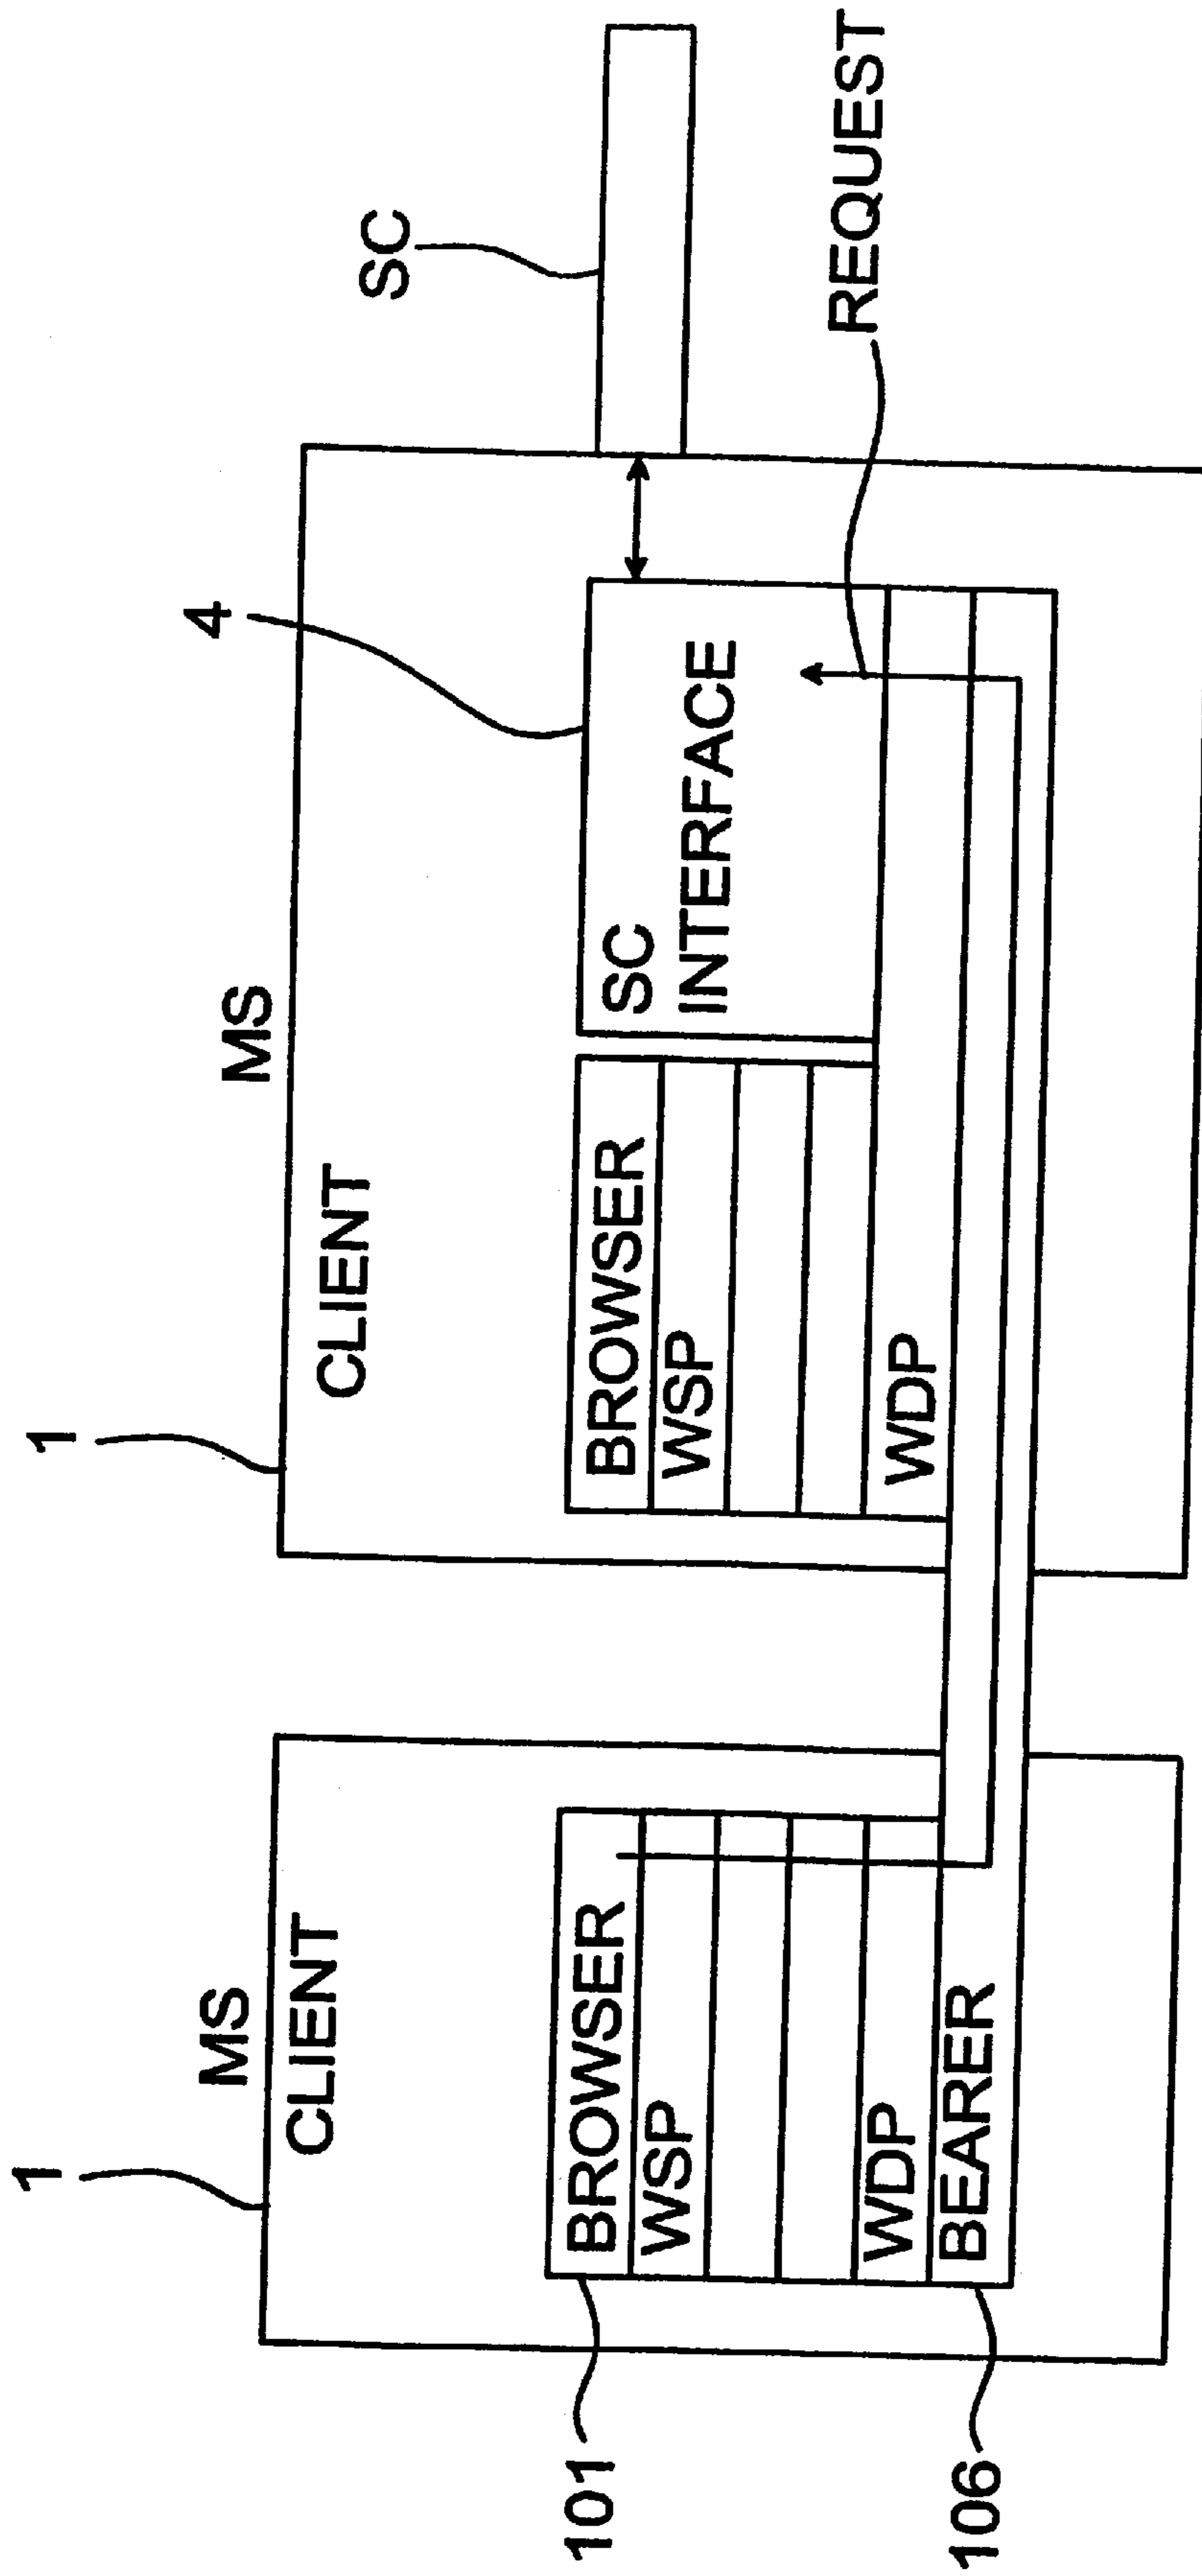 1
MS
CLIENT
BROWSER
WSP
WDP
BEARER
101
106
1
MS
CLIENT
BROWSER
WSP
WDP
4
SC
INTERFACE
SC
REQUEST